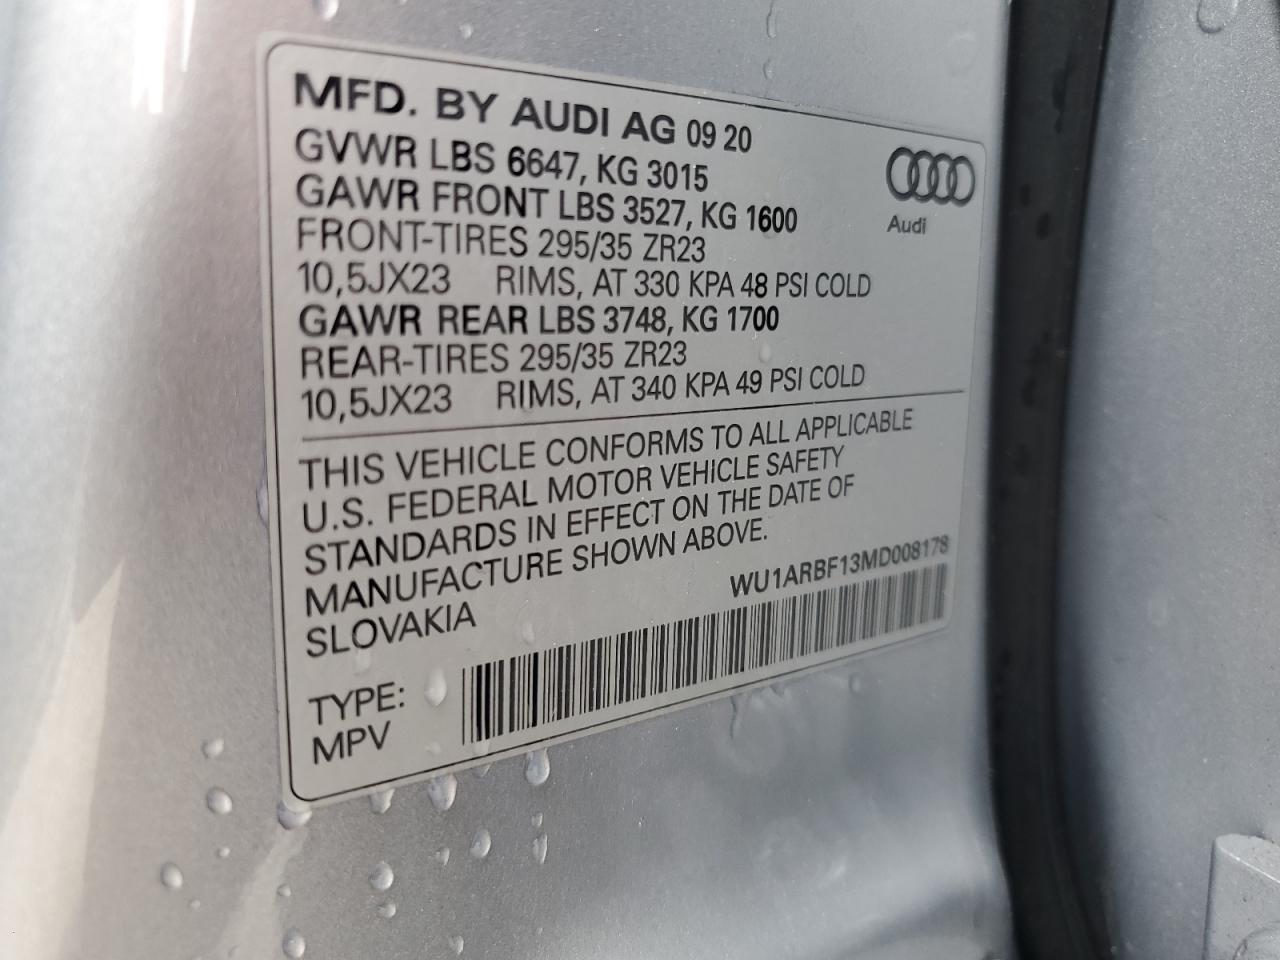 MFD. BY AUDI AG 09 20
GVWR LBS 6647, KG 3015
GAWR FRONT LBS 3527, KG 1600
FRONT-TIRES 295/35 ZR23
10,5JX23 RIMS, AT 330 KPA 48 PSI COLD
GAWR REAR LBS 3748, KG 1700
REAR-TIRES 295/35 ZR23
10,5JX23 RIMS, AT 340 KPA 49 PSI COLD
Audi
THIS VEHICLE CONFORMS TO ALL APPLICABLE
U.S. FEDERAL MOTOR VEHICLE SAFETY
STANDARDS IN EFFECT ON THE DATE OF
MANUFACTURE SHOWN ABOVE.
SLOVAKIA
WU1ARBF13MD008178
TYPE:
MPV